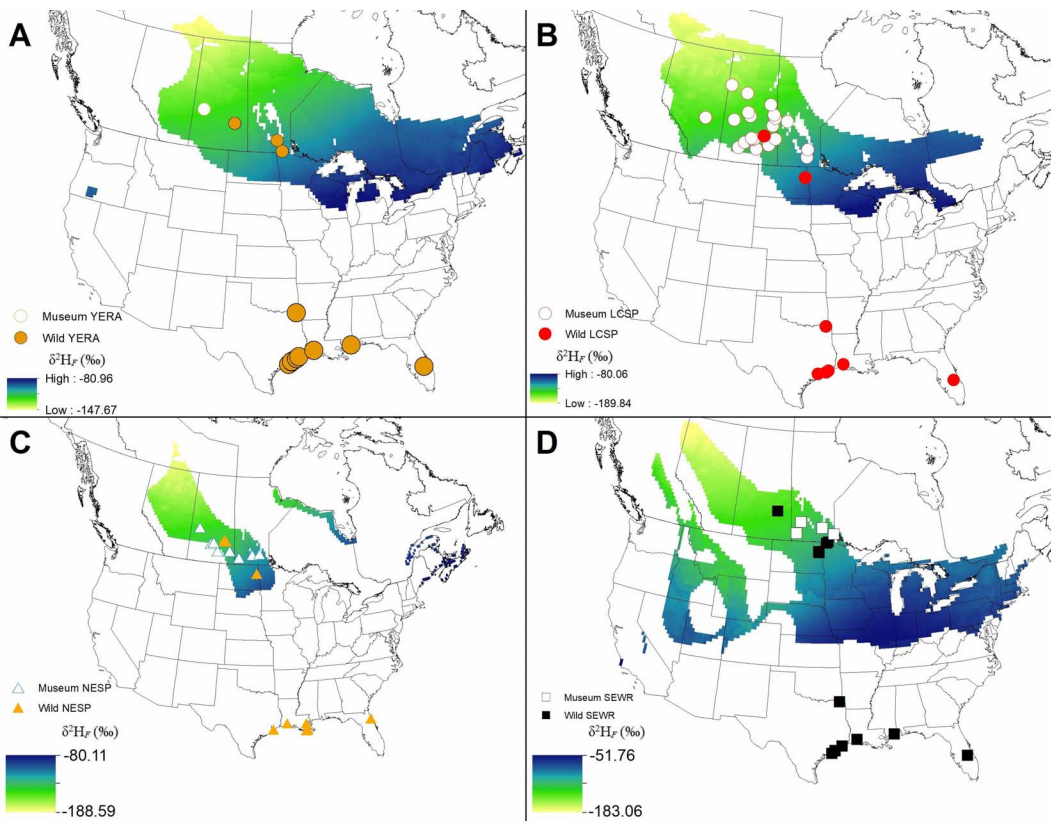 A
Museum YERA
Wild YERA
δ²H_F (‰)
High : -80.96
Low : -147.67
B
Museum LCSP
Wild LCSP
δ²H_F (‰)
High : -80.06
Low : -189.84
C
Museum NESP
Wild NESP
δ²H_F (‰)
-80.11
-188.59
D
Museum SEWR
Wild SEWR
δ²H_F (‰)
-51.76
-183.06